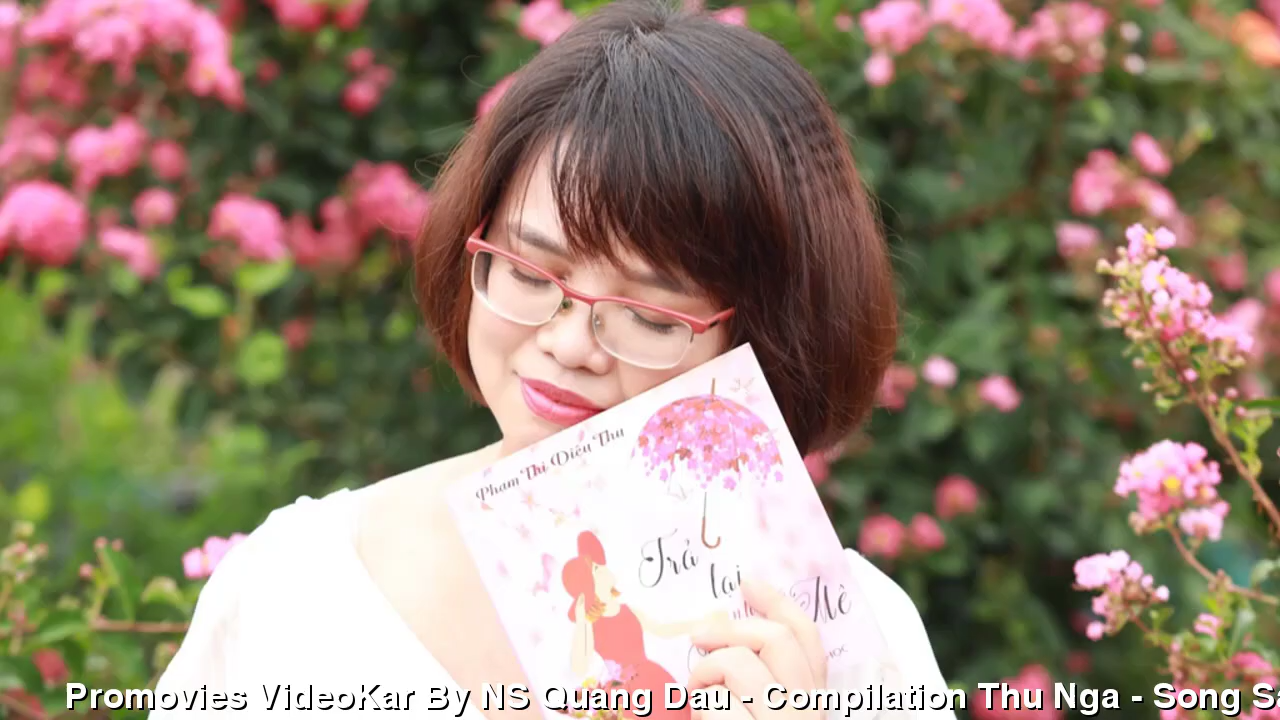 Phạm Thị Diệu Thu
Trả
lại
Mê
Promovies VideoKar By NS Quang Dau - Compilation Thu Nga - Song